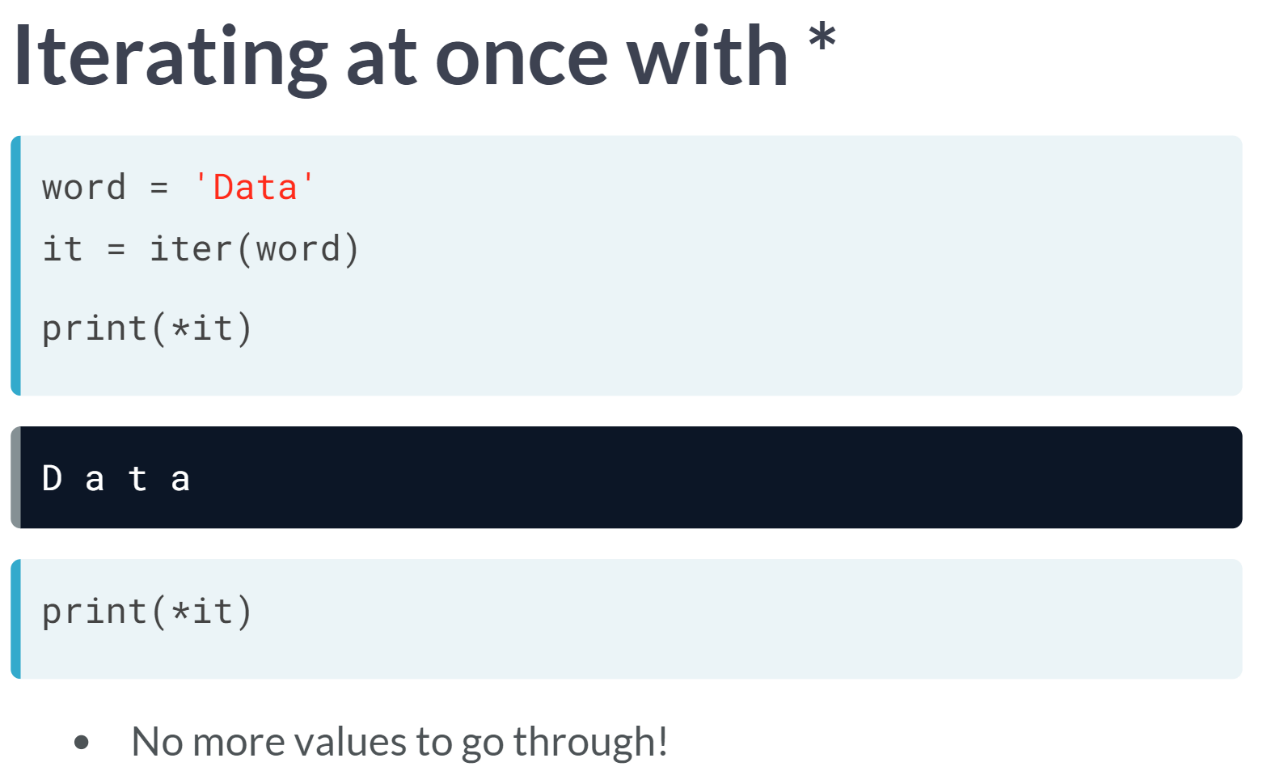 Iterating at once with *
word = 'Data'
it = iter(word)
print(*it)
D a t a
print(*it)
• No more values to go through!